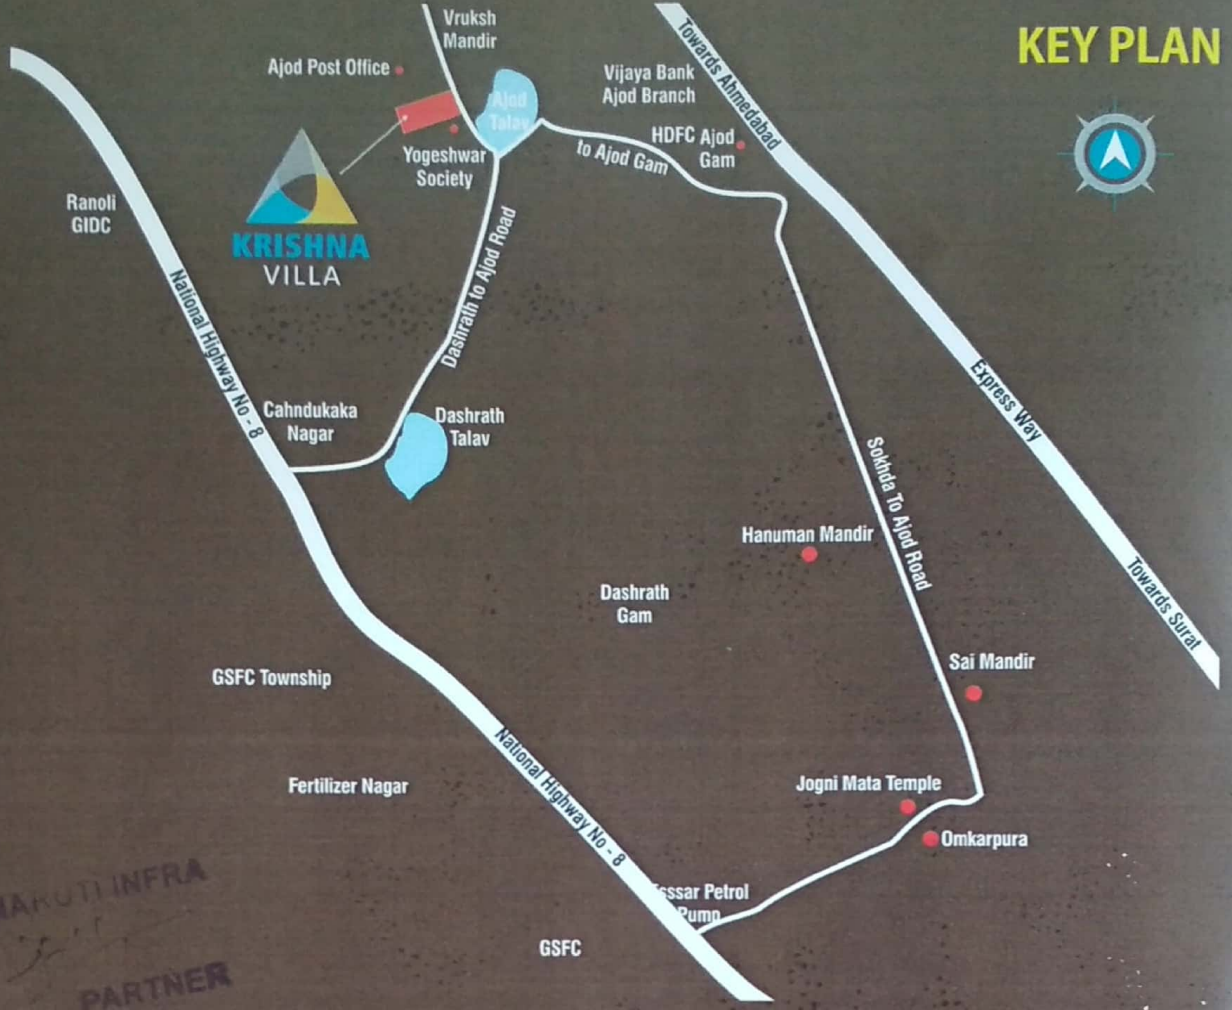 KEY PLAN
Vruksh
Mandir
Ajod Post Office
Ajod
Talav
Vijaya Bank
Ajod Branch
Towards Ahmedabad
HDFC Ajod
Gam
to Ajod Gam
Yogeshwar
Society
Ranoli
GIDC
KRISHNA
VILLA
Dashrath to Ajod Road
National Highway No - 8
Express Way
Cahndukaka
Nagar
Dashrath
Talav
Sokhda To Ajod Road
Hanuman Mandir
Dashrath
Gam
Towards Surat
Sai Mandir
GSFC Township
National Highway No - 8
Fertilizer Nagar
Jogni Mata Temple
Omkarpura
Petrol
Pump
GSFC
INFRA
PARTNER